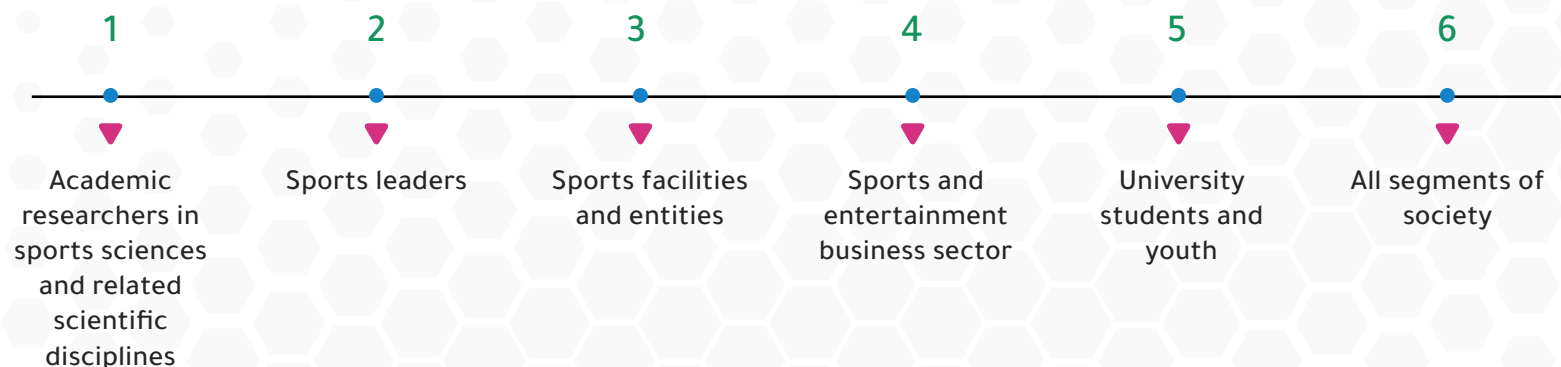 1
Academic
researchers in
sports sciences
and related
scientific
disciplines
2
Sports leaders
3
Sports facilities
and entities
4
Sports and
entertainment
business sector
5
University
students and
youth
6
All segments of
society